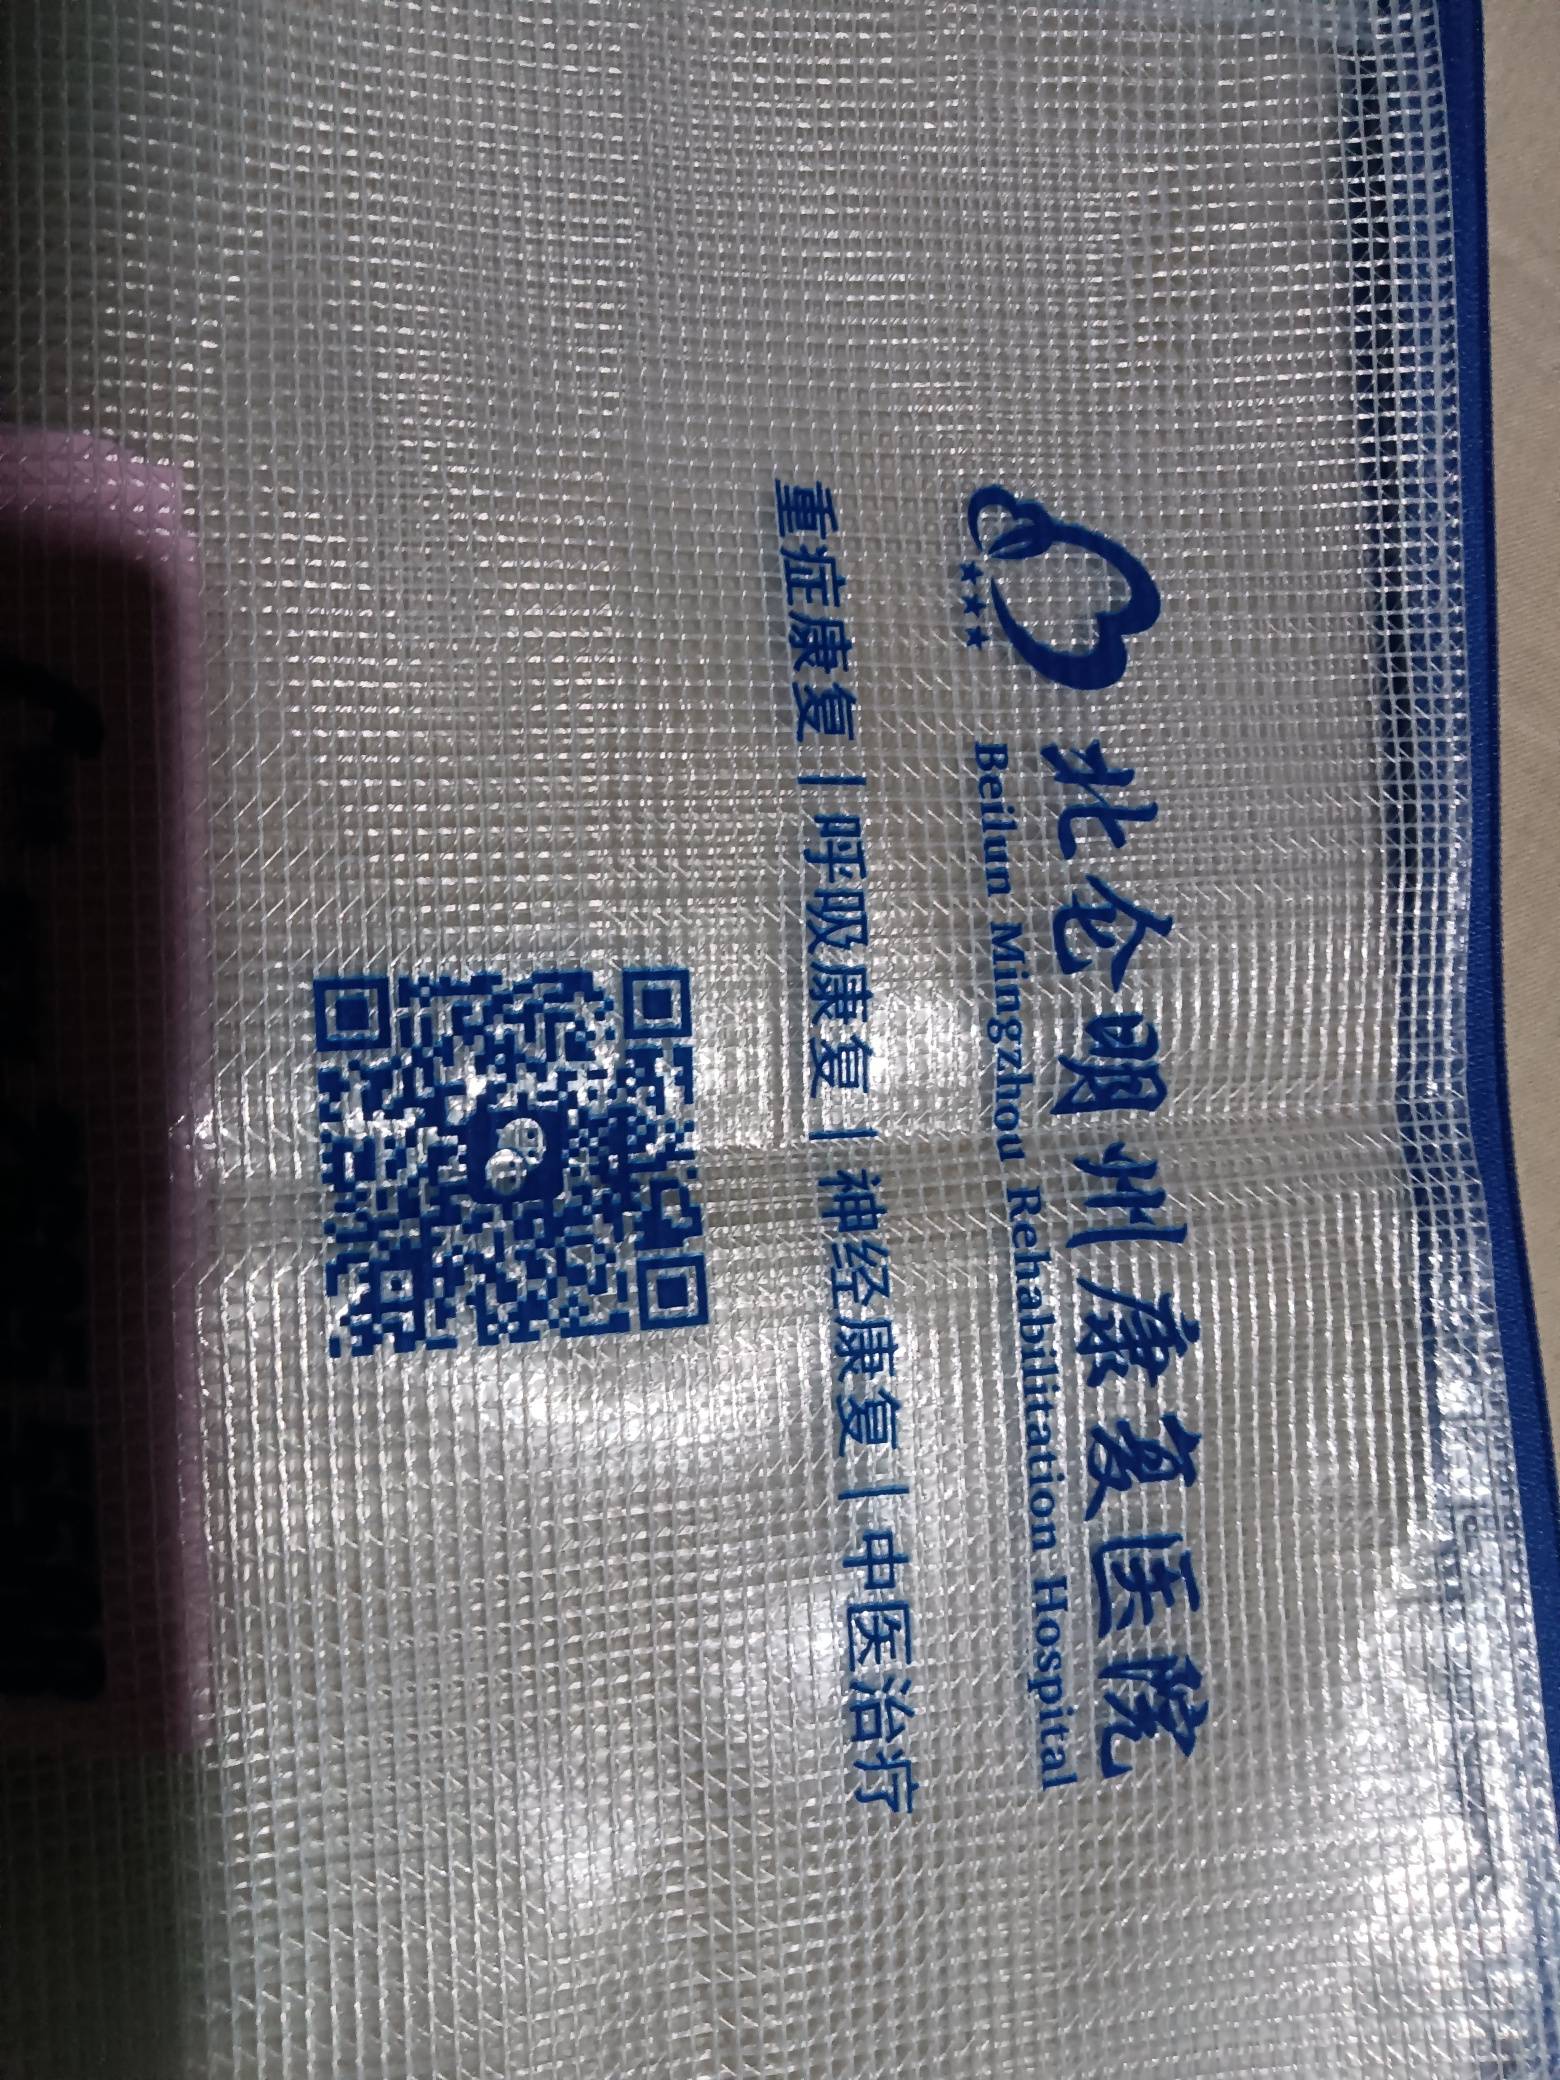 北仑明州康复医院
Beilun Mingzhou Rehabilitation Hospital
重症康复|呼吸康复|神经康复|中医治疗